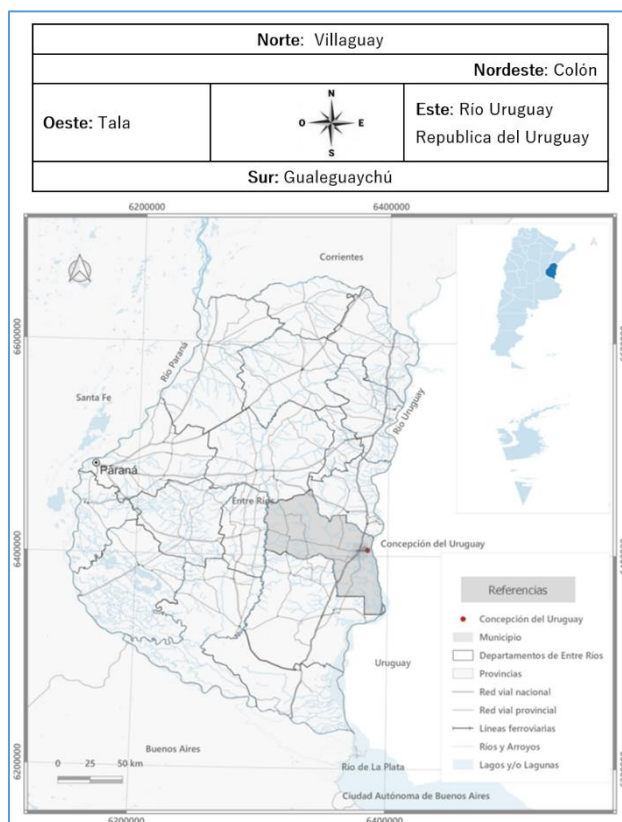 Norte: Villaguay
Nordeste: Colón
Oeste: Tala
N
O E
S
Este: Río Uruguay
Republica del Uruguay
Sur: Gualeguaychú
6200000 6400000
Corrientes
A
6600000
6600000
Río Paraná
Santa Fe
Río Uruguay
Paraná
Entre Ríos
Concepción del Uruguay
6400000
6400000
Referencias
Concepción del Uruguay
Municipio
Departamentos de Entre Ríos
Uruguay
Provincias
Red vial nacional
Red vial provincial
Líneas ferroviarias
Ríos y Arroyos
Lagos y/o Lagunas
Buenos Aires
0 25 50 km
Río de La Plata
6200000
6200000
Ciudad Autónoma de Buenos Aires
6200000 6400000